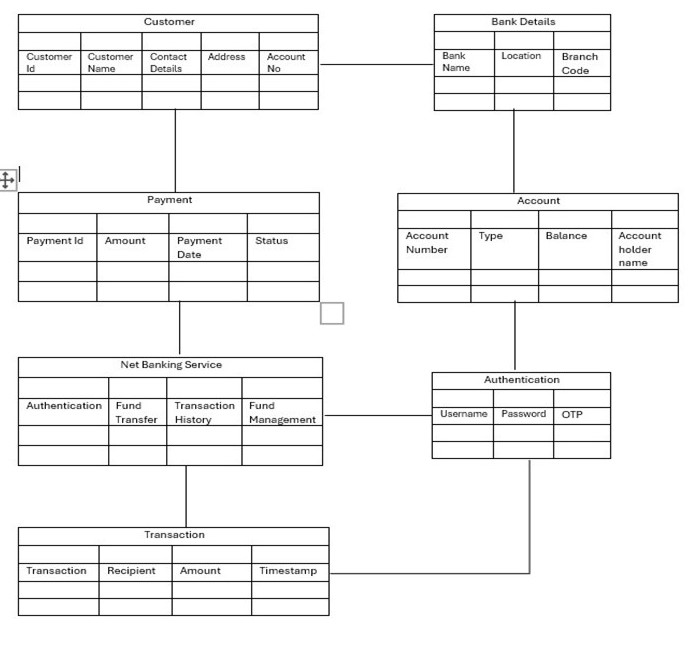 Customer
Customer Id
Customer Name
Contact Details
Address
Account No
Bank Details
Bank Name
Location
Branch Code
Payment
Payment Id
Amount
Payment Date
Status
Account
Account Number
Type
Balance
Account holder name
Net Banking Service
Authentication
Fund Transfer
Transaction History
Fund Management
Authentication
Username
Password
OTP
Transaction
Transaction
Recipient
Amount
Timestamp